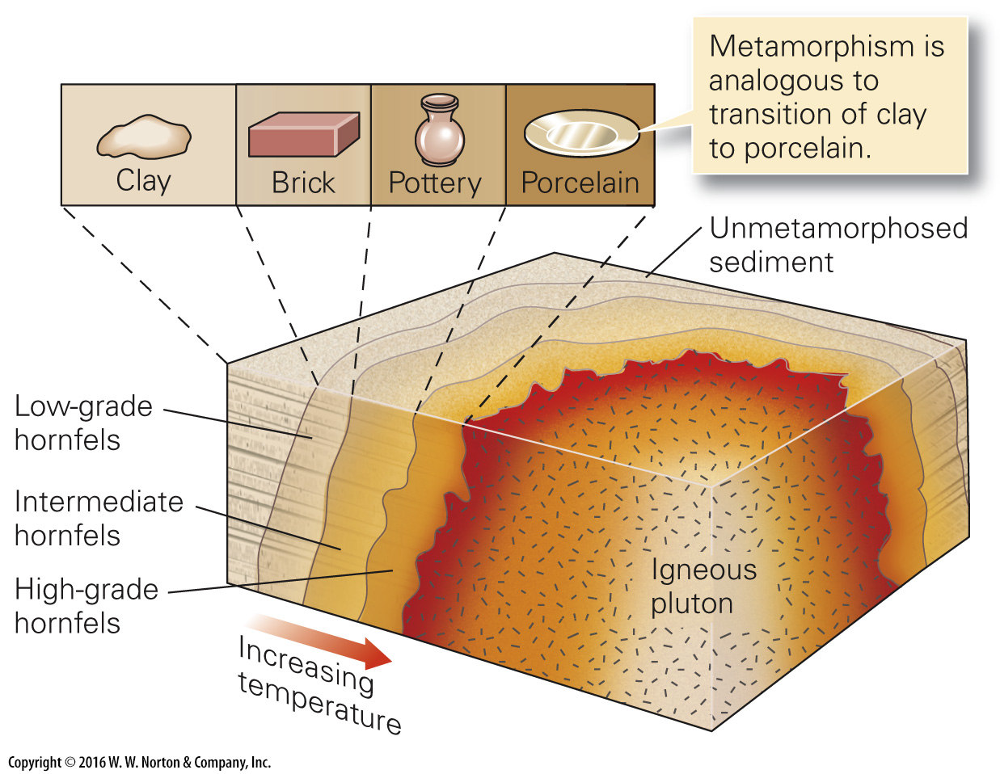 Metamorphism is
analogous to
transition of clay
to porcelain.
Clay
Brick
Pottery
Porcelain
Unmetamorphosed
sediment
Low-grade
hornfels
Intermediate
hornfels
High-grade
hornfels
Igneous
pluton
Increasing
temperature
Copyright © 2016 W. W. Norton & Company, Inc.